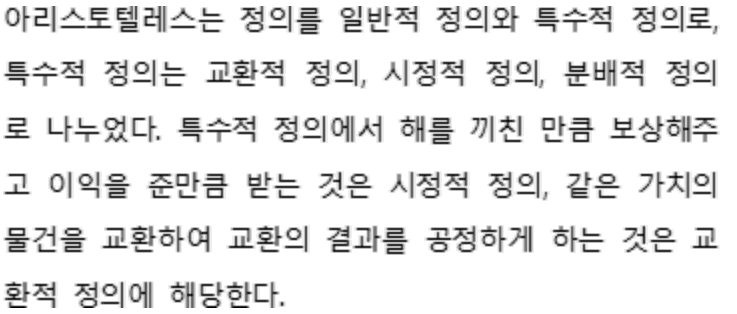 아리스토텔레스는 정의를 일반적 정의와 특수적 정의로,
특수적 정의는 교환적 정의, 시정적 정의, 분배적 정의
로 나누었다. 특수적 정의에서 해를 끼친 만큼 보상해주
고 이익을 준만큼 받는 것은 시정적 정의, 같은 가치의
물건을 교환하여 교환의 결과를 공정하게 하는 것은 교
환적 정의에 해당한다.